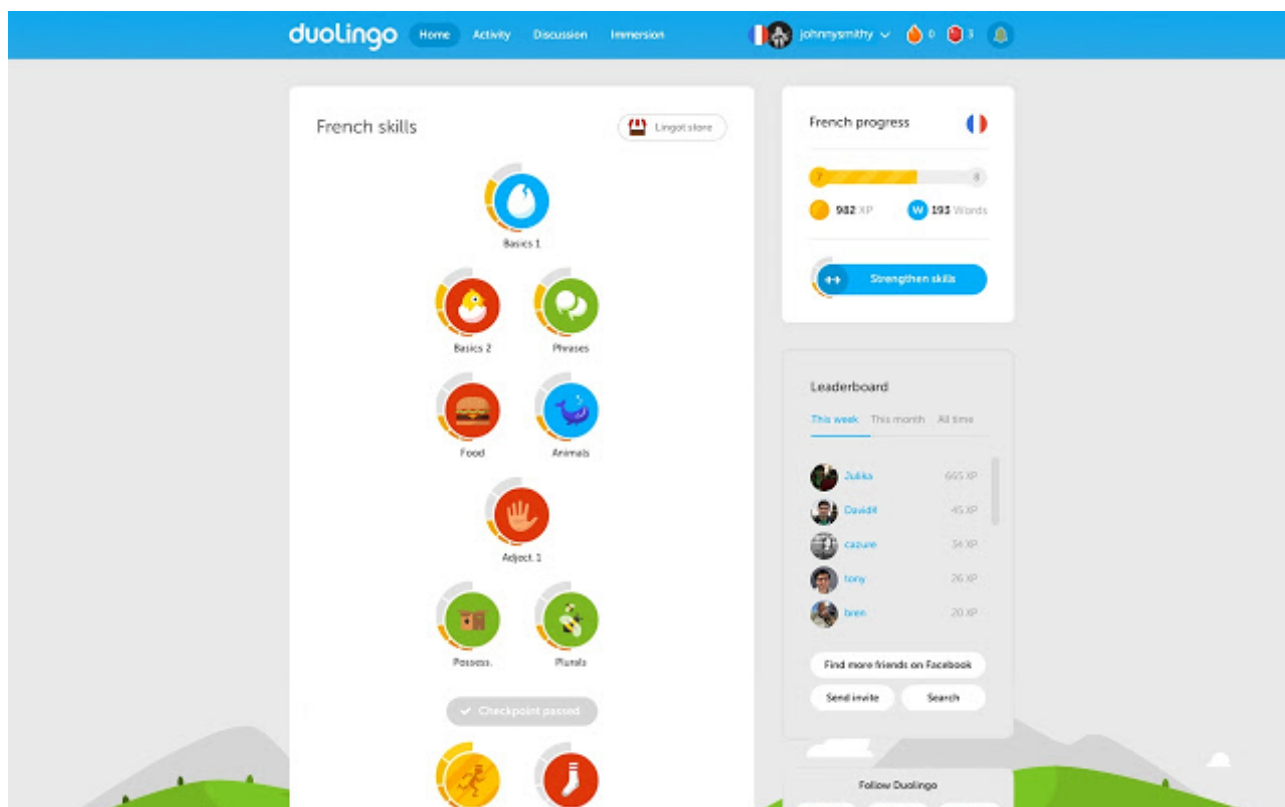 duolingo Home Activity Discussion Immersion johnnysmithy 0 3
French skills Lingot store
Basics 1
Basics 2 Phrases
Food Animals
Adject. 1
Possess. Plurals
Checkpoint passed
French progress
7 8
982 XP W 193 Words
Strengthen skills
Leaderboard
This week This month All time
Julika 665 XP
David4 45 XP
cazure 34 XP
tony 26 XP
bren 20 XP
Find more friends on Facebook
Send invite Search
Follow Duolingo